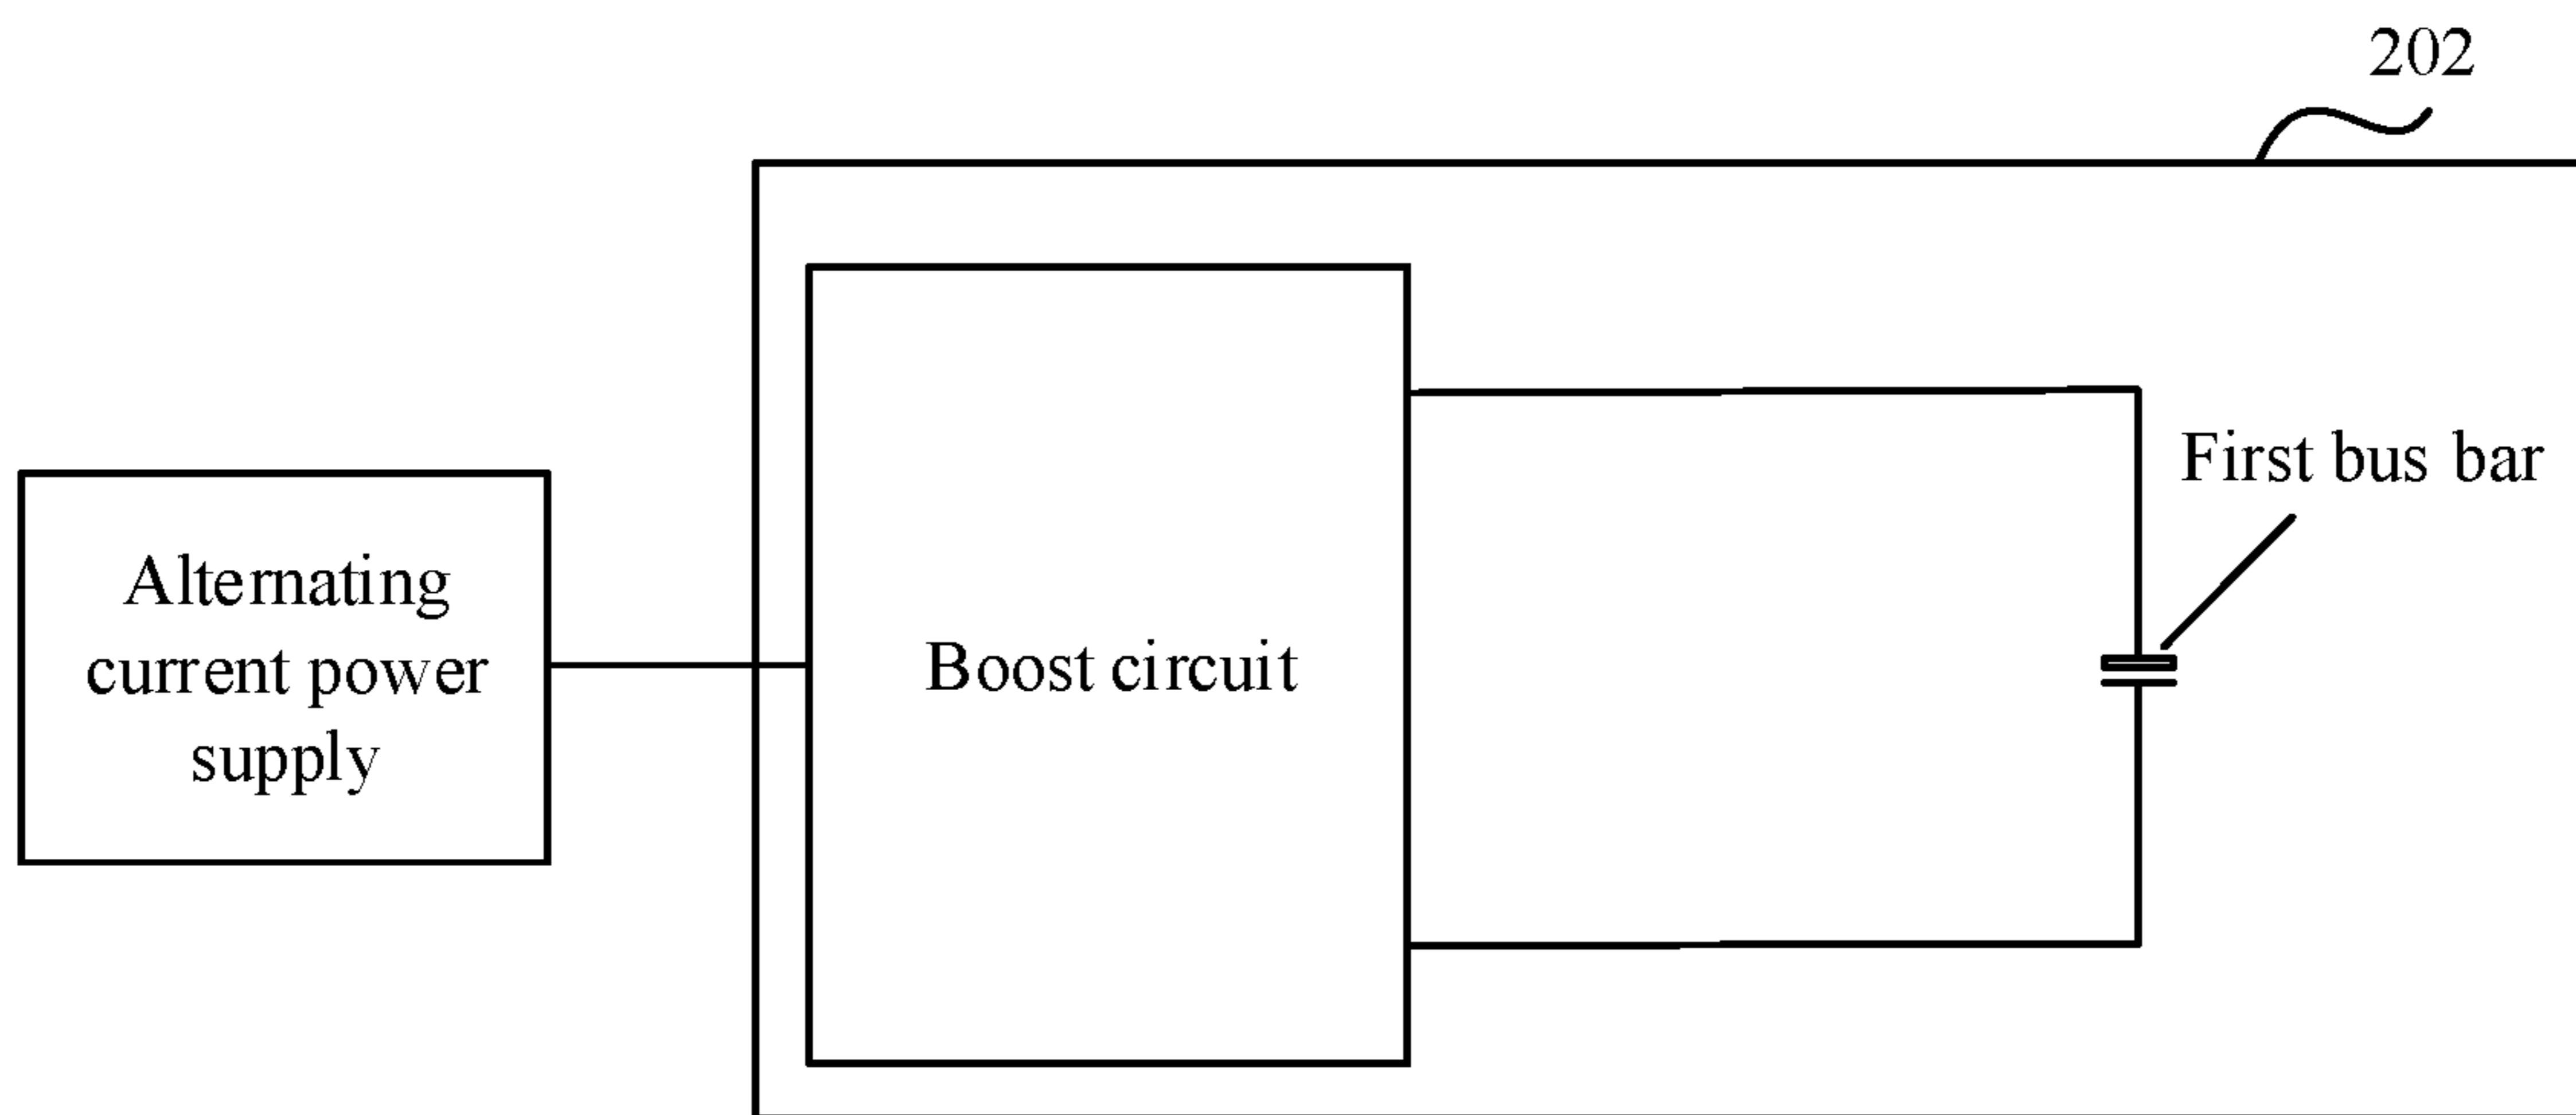 202
First bus bar
Alternating
current power
supply
Boost circuit